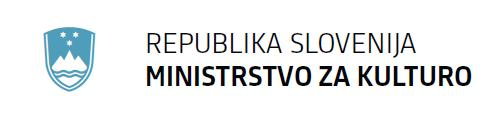 REPUBLIKA SLOVENIJA
MINISTRSTVO ZA KULTURO